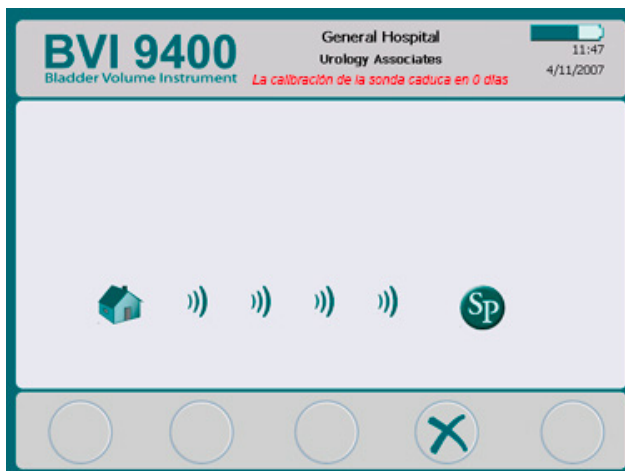 BVI 9400
Bladder Volume Instrument
General Hospital
Urology Associates
La calibración de la sonda caduca en 0 días
11:47
4/11/2007
SP